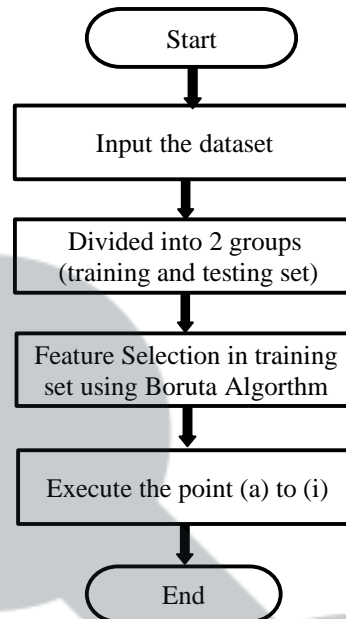 Start
Input the dataset
Divided into 2 groups
(training and testing set)
Feature Selection in training
set using Boruta Algorthm
Execute the point (a) to (i)
End